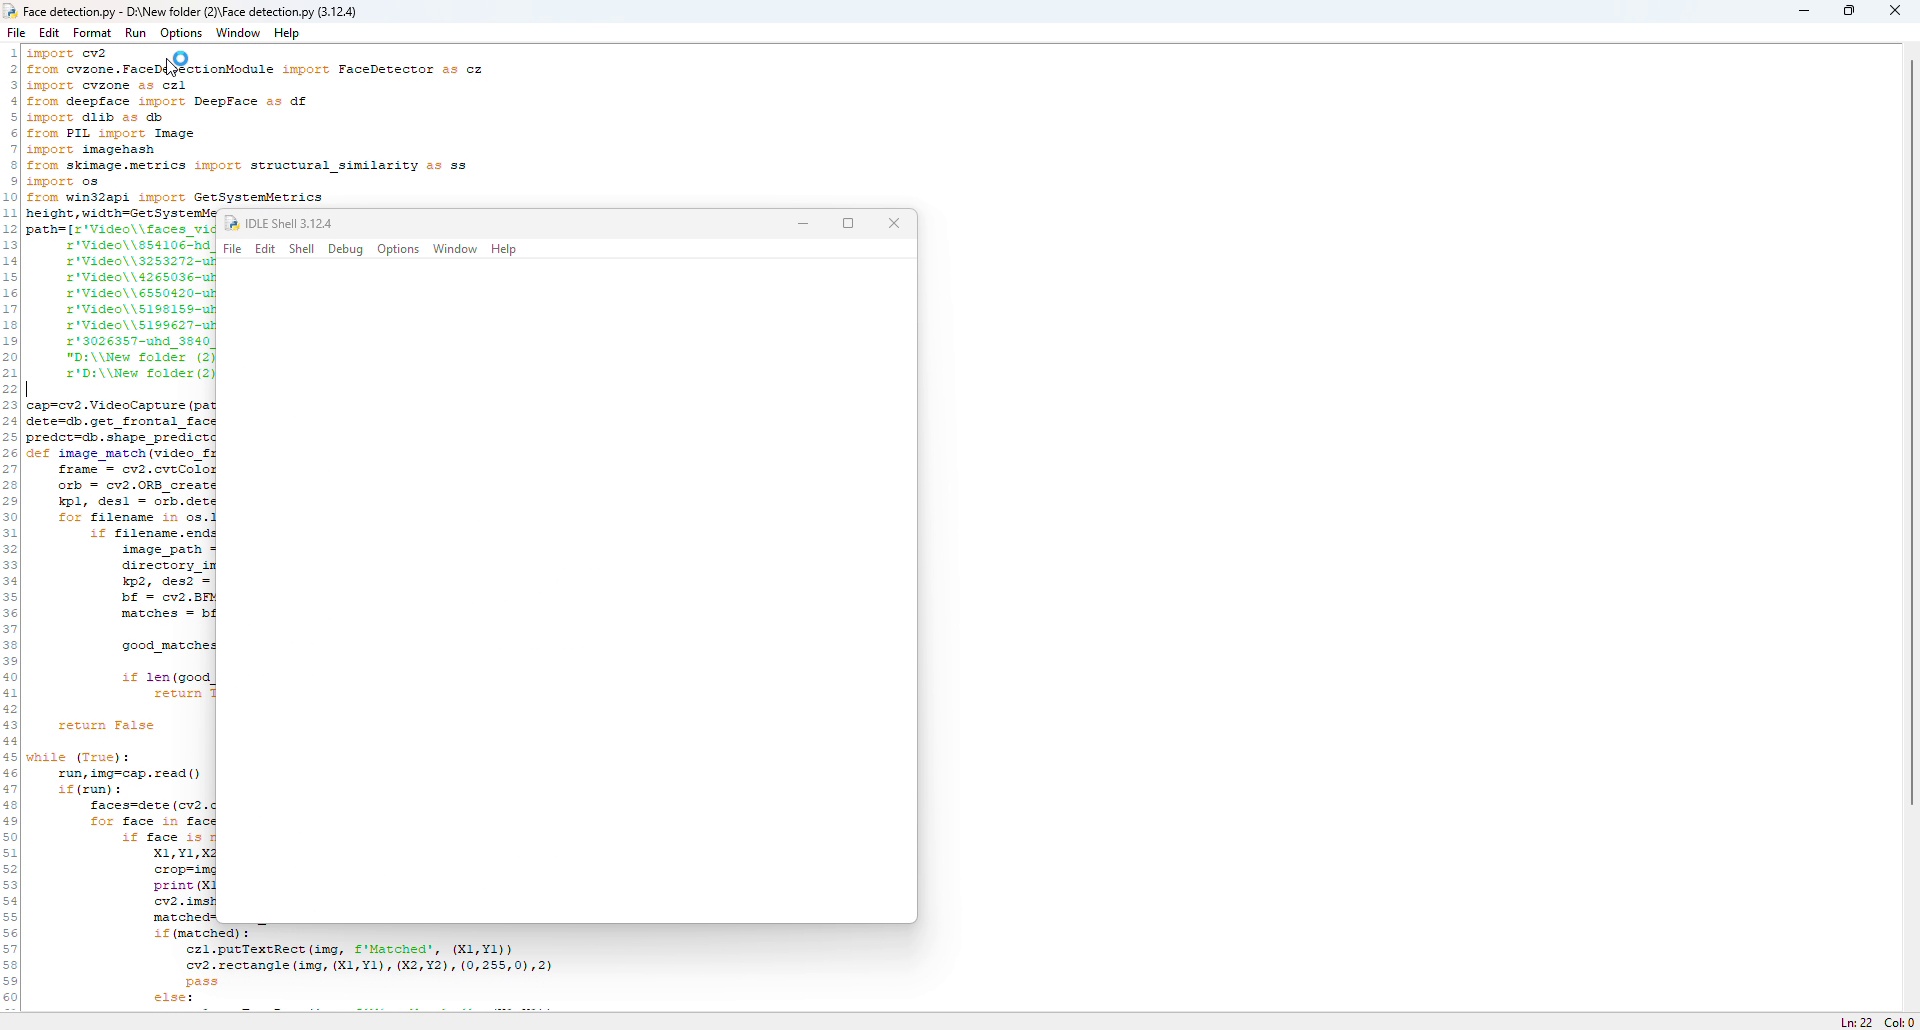 Face detection.py - D:\New folder (2)\Face detection.py (3.12.4)
File Edit Format Run Options Window Help
1 import cv2
2 from cvzone.FaceDetectionModule import FaceDetector as cz
3 import cvzone as cz1
4 from deepface import DeepFace as df
5 import dlib as db
6 from PIL import Image
7 import imagehash
8 from skimage.metrics import structural_similarity as ss
9 import os
10 from win32api import GetSystemMetrics
11 height,width=GetSystemMe
12 path=[r'Video\\faces_vid
13 r'Video\\854106-hd_
14 r'Video\\3253272-uh
15 r'Video\\4265036-uh
16 r'Video\\6550420-uh
17 r'Video\\5198159-uh
18 r'Video\\5199627-uh
19 r'3026357-uhd_3840_
20 "D:\\New folder (2)
21 r'D:\\New folder(2)
22
23 cap=cv2.VideoCapture(pat
24 dete=db.get_frontal_face
25 predct=db.shape_predicto
26 def image_match(video_fr
27 frame = cv2.cvtColor
28 orb = cv2.ORB_create
29 kp1, des1 = orb.dete
30 for filename in os.l
31 if filename.ends
32 image_path =
33 directory_im
34 kp2, des2 =
35 bf = cv2.BFM
36 matches = bf
37
38 good_matches
39
40 if len(good_
41 return T
42
43 return False
44
45 while (True):
46 run,img=cap.read()
47 if(run):
48 faces=dete(cv2.c
49 for face in face
50 if face is n
51 X1,Y1,X2
52 crop=img
53 print(X1
54 cv2.imsh
55 matched=
56 if(matched):
57 cz1.putTextRect(img, f'Matched', (X1,Y1))
58 cv2.rectangle(img,(X1,Y1),(X2,Y2),(0,255,0),2)
59 pass
60 else:
IDLE Shell 3.12.4
File Edit Shell Debug Options Window Help
Ln: 22 Col: 0